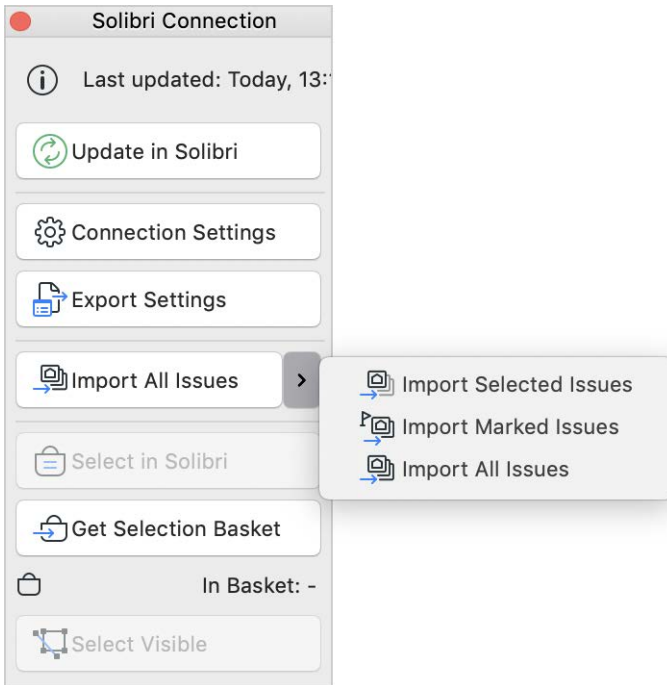 Solibri Connection
Last updated: Today, 13:
Update in Solibri
Connection Settings
Export Settings
Import All Issues
Import Selected Issues
Import Marked Issues
Import All Issues
Select in Solibri
Get Selection Basket
In Basket: -
Select Visible